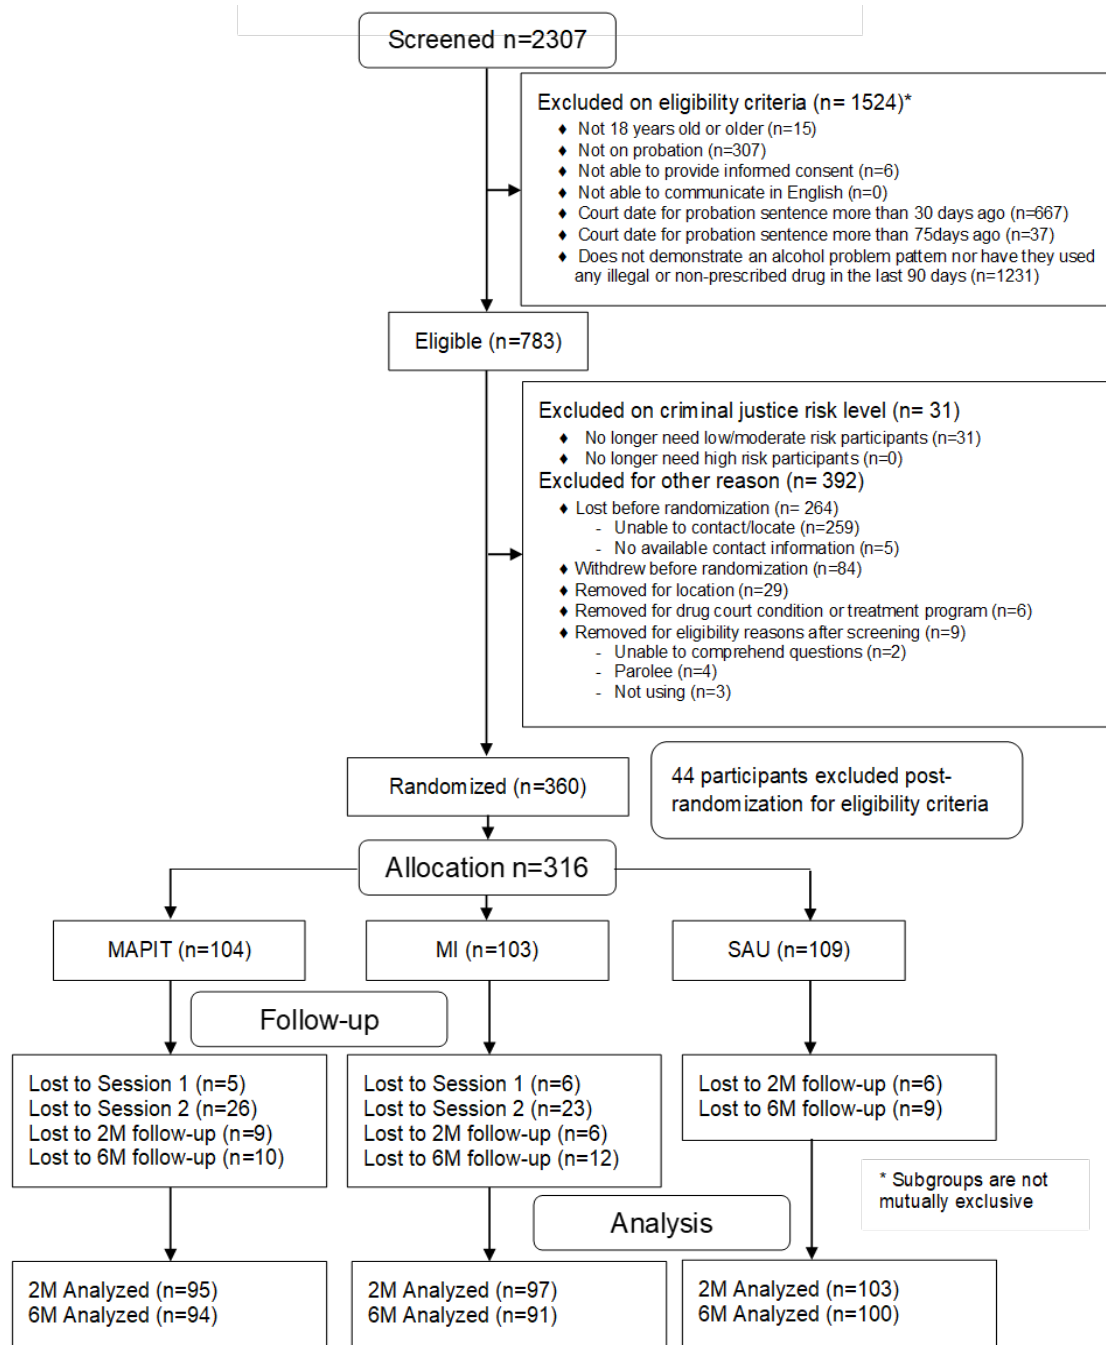 Screened n=2307
Excluded on eligibility criteria (n= 1524)*
♦ Not 18 years old or older (n=15)
♦ Not on probation (n=307)
♦ Not able to provide informed consent (n=6)
♦ Not able to communicate in English (n=0)
♦ Court date for probation sentence more than 30 days ago (n=667)
♦ Court date for probation sentence more than 75days ago (n=37)
♦ Does not demonstrate an alcohol problem pattern nor have they used
any illegal or non-prescribed drug in the last 90 days (n=1231)
Eligible (n=783)
Excluded on criminal justice risk level (n= 31)
♦ No longer need low/moderate risk participants (n=31)
♦ No longer need high risk participants (n=0)
Excluded for other reason (n= 392)
♦ Lost before randomization (n= 264)
- Unable to contact/locate (n=259)
- No available contact information (n=5)
♦ Withdrew before randomization (n=84)
♦ Removed for location (n=29)
♦ Removed for drug court condition or treatment program (n=6)
♦ Removed for eligibility reasons after screening (n=9)
- Unable to comprehend questions (n=2)
- Parolee (n=4)
- Not using (n=3)
Randomized (n=360)
44 participants excluded post-
randomization for eligibility criteria
Allocation n=316
MAPIT (n=104)
MI (n=103)
SAU (n=109)
Follow-up
Lost to Session 1 (n=5)
Lost to Session 2 (n=26)
Lost to 2M follow-up (n=9)
Lost to 6M follow-up (n=10)
Lost to Session 1 (n=6)
Lost to Session 2 (n=23)
Lost to 2M follow-up (n=6)
Lost to 6M follow-up (n=12)
Lost to 2M follow-up (n=6)
Lost to 6M follow-up (n=9)
* Subgroups are not
mutually exclusive
Analysis
2M Analyzed (n=95)
6M Analyzed (n=94)
2M Analyzed (n=97)
6M Analyzed (n=91)
2M Analyzed (n=103)
6M Analyzed (n=100)